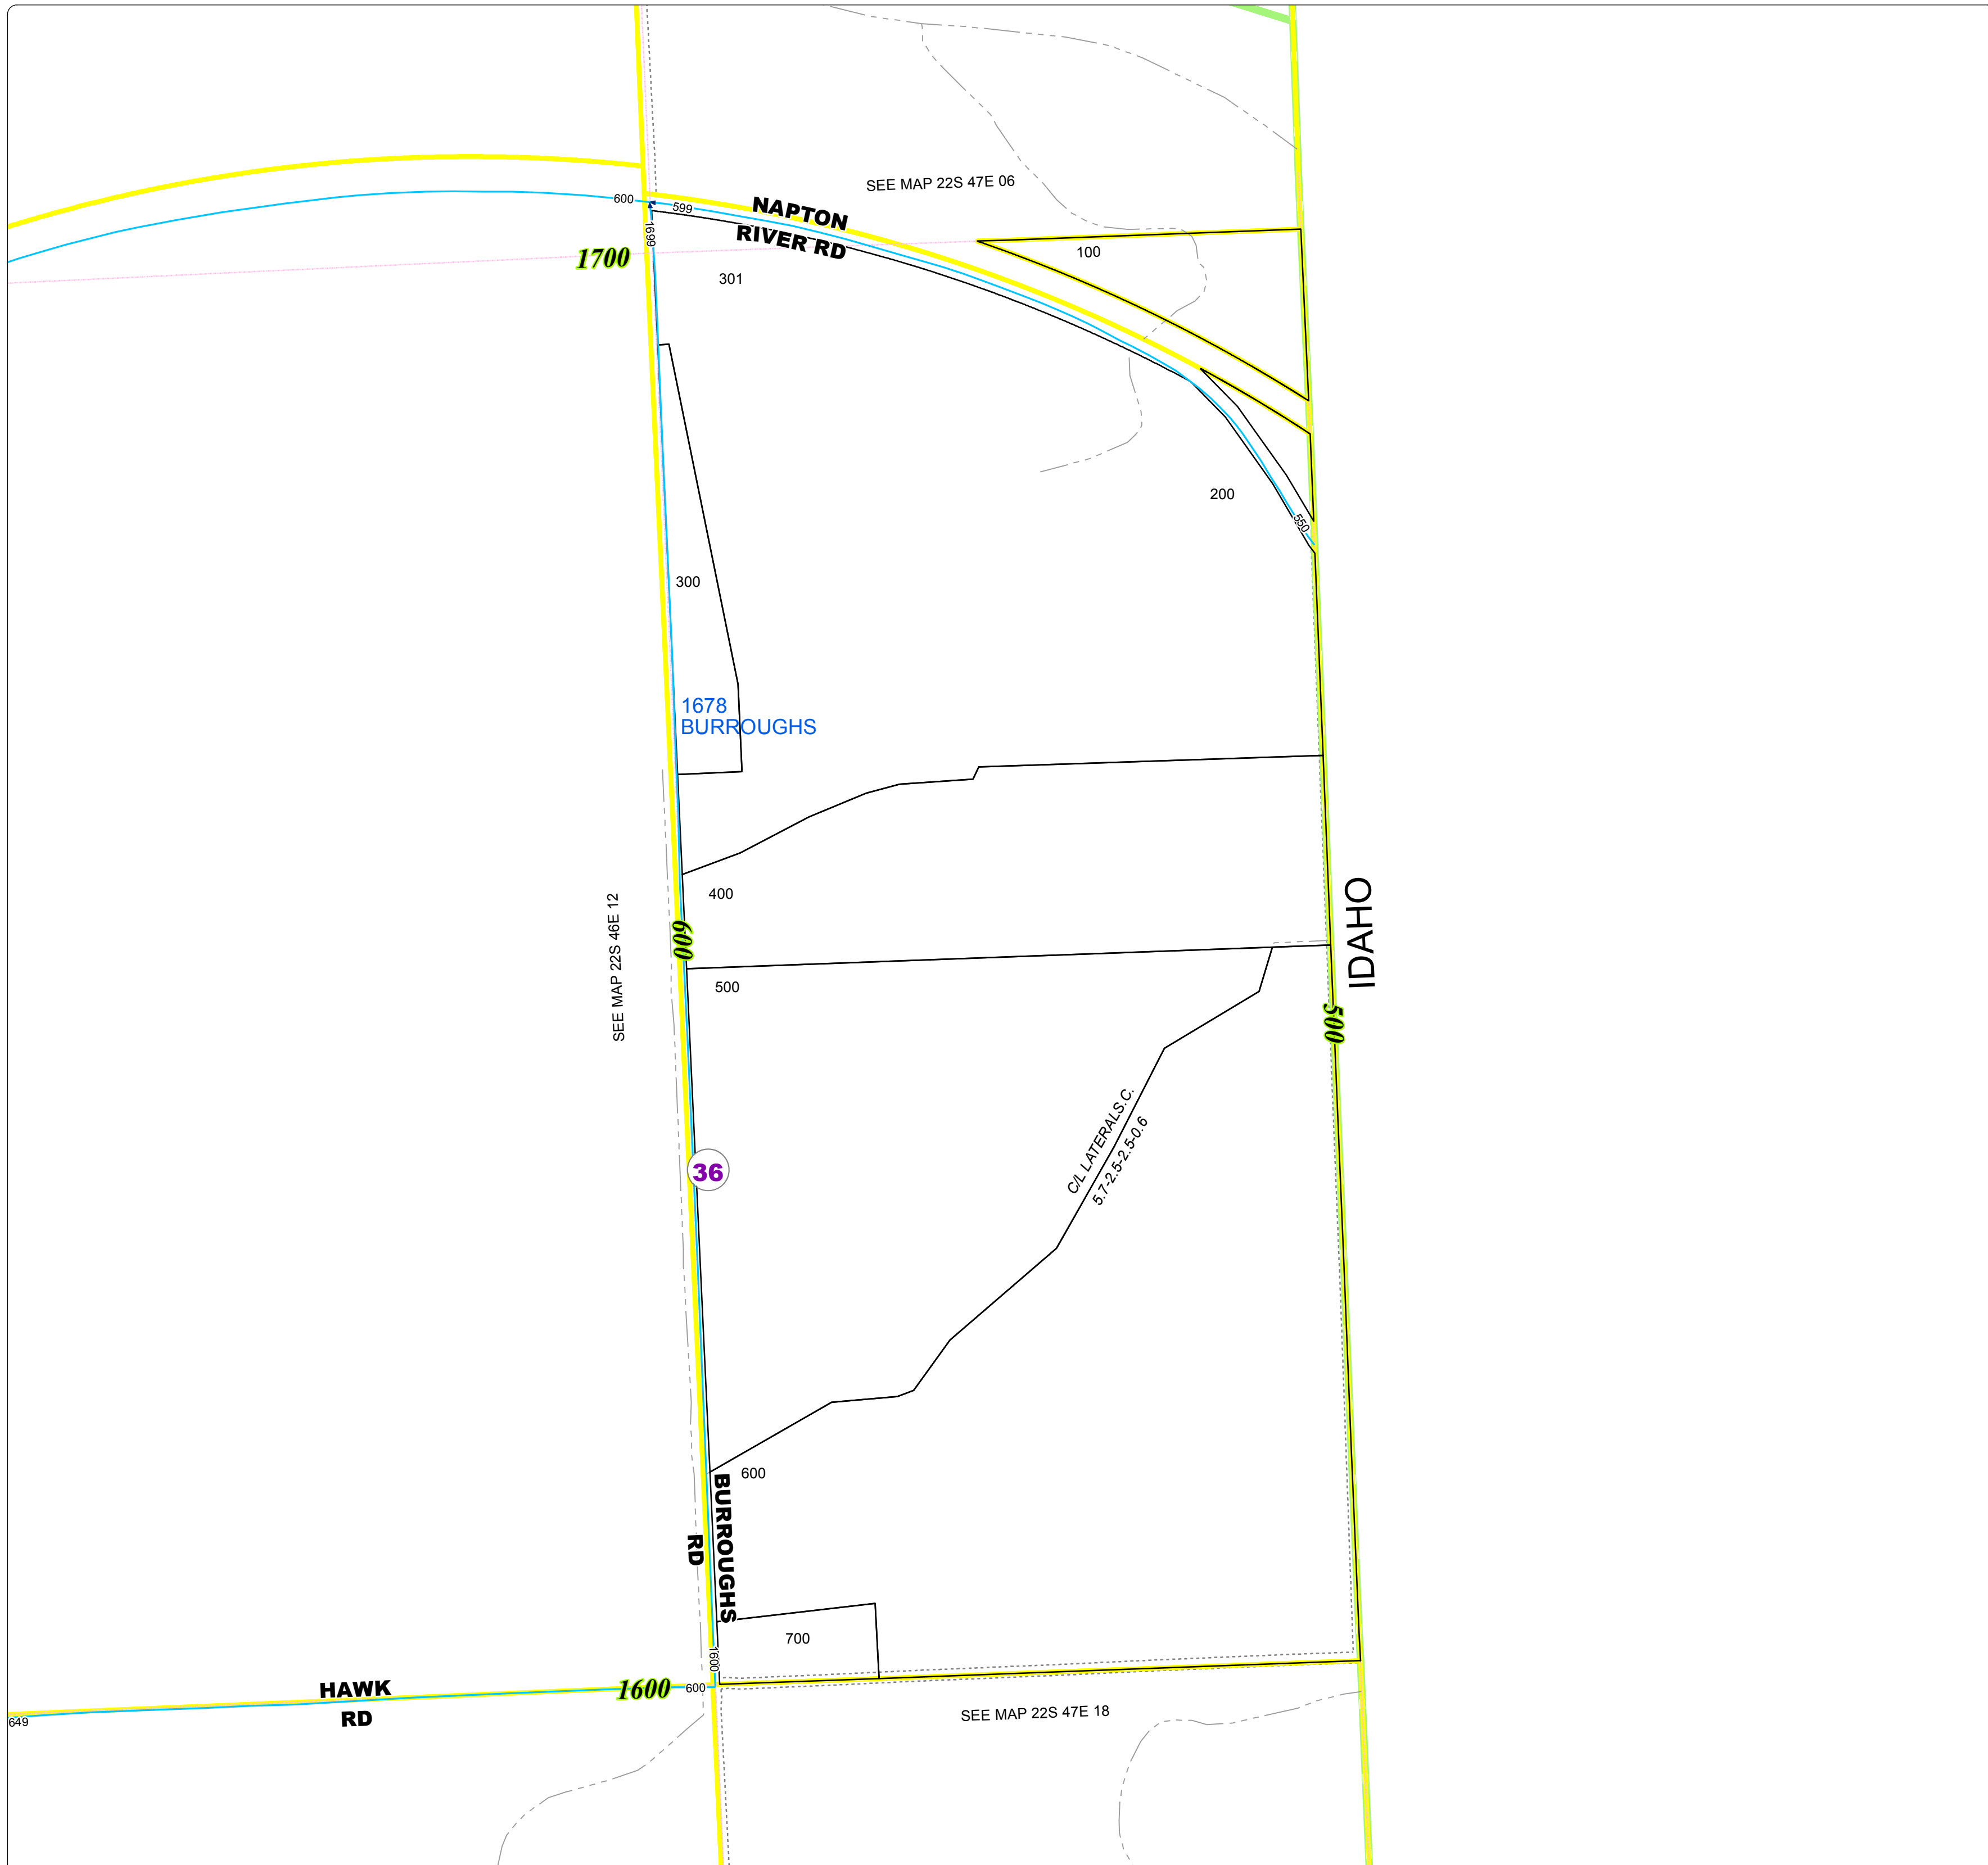 SEE MAP 22S 47E 06
600
599
NAPTON
RIVER RD
1699
1700
100
301
200
550
300
1678
BURROUGHS
400
600
SEE MAP 22S 46E 12
IDAHO
500
500
C/L LATERALS.C.
5.7-2.5-2.5-0.6
36
600
BURROUGHS
RD
700
1600
600
1600
HAWK
RD
649
SEE MAP 22S 47E 18